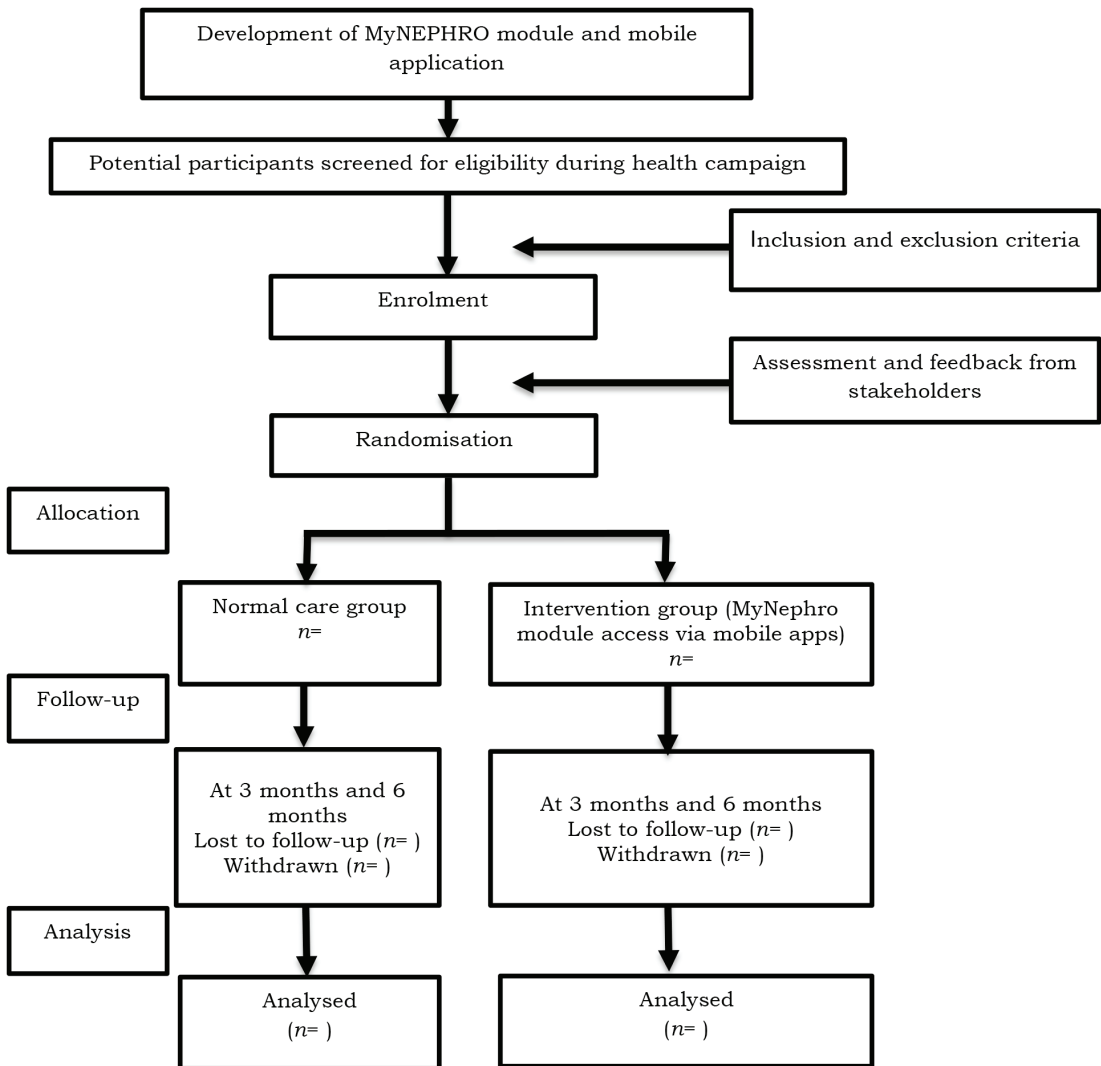 Development of MyNEPHRO module and mobile
application
Potential participants screened for eligibility during health campaign
Inclusion and exclusion criteria
Enrolment
Assessment and feedback from
stakeholders
Randomisation
Allocation
Normal care group
n=
Intervention group (MyNephro
module access via mobile apps)
n=
Follow-up
At 3 months and 6
months
Lost to follow-up (n= )
Withdrawn (n= )
At 3 months and 6 months
Lost to follow-up (n= )
Withdrawn (n= )
Analysis
Analysed
(n= )
Analysed
(n= )